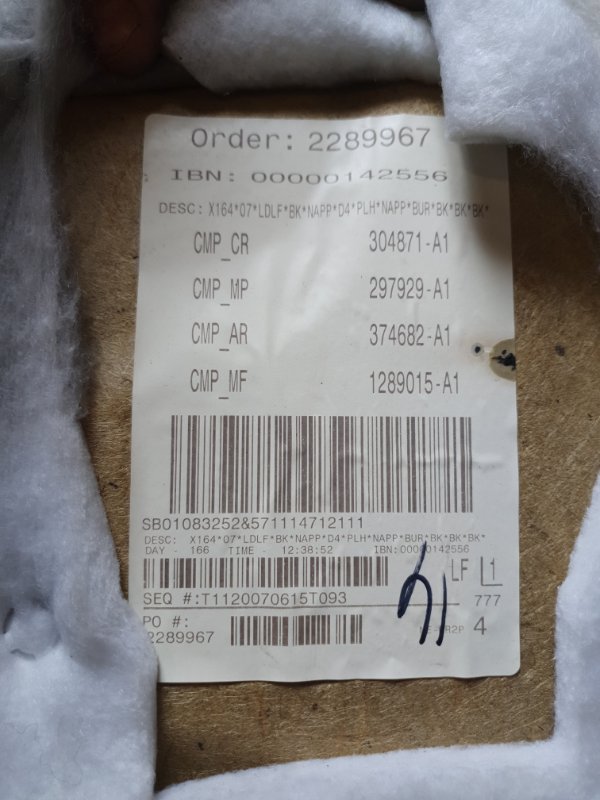 Order: 2289967
IBN: 00000142556
DESC: X164*07*LDLF*BK*NAPP*D4*PLH*NAPP*BUR*BK*BK*BK*
CMP_CR 304871-A1
CMP_MP 297929-A1
CMP_AR 374682-A1
CMP_MF 1289015-A1
SB01083252&571114712111
DESC: X164*07*LDLF*BK*NAPP*D4*PLH*NAPP*BUR*BK*BK*BK*
DAY - 166 TIME - 12:38:52 IBN:00000142556
LF 1
SEQ #:T1120070615T093 777
PO #:
2289967 4